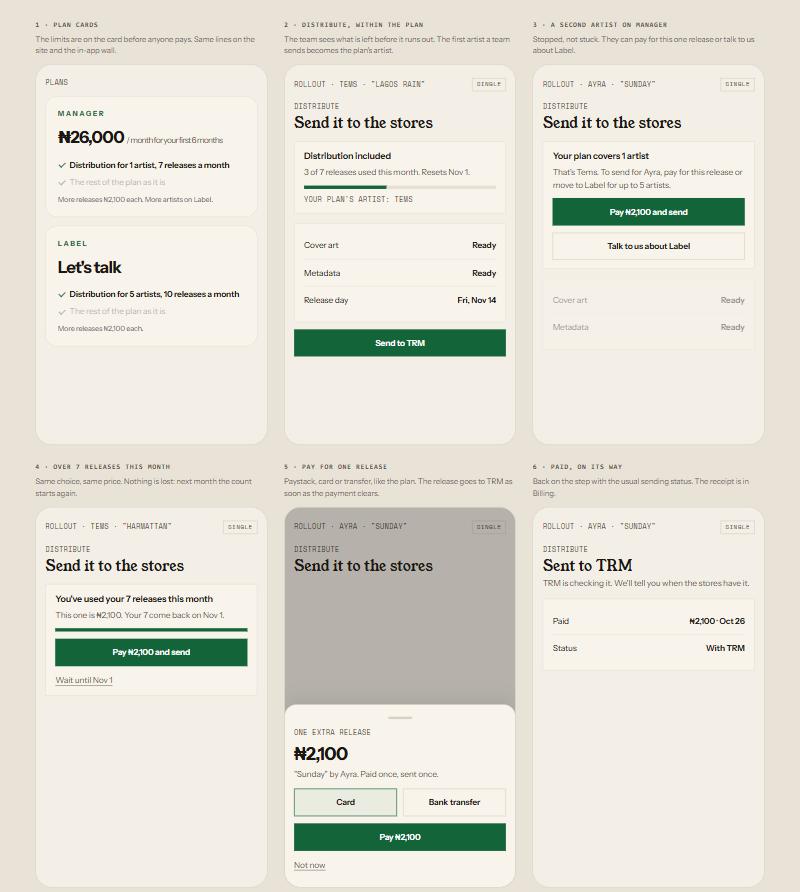 1 · PLAN CARDS
The limits are on the card before anyone pays. Same lines on the
site and the in-app wall.
PLANS
MANAGER
₦26,000 / month for your first 6 months
Distribution for 1 artist, 7 releases a month
The rest of the plan as it is
More releases ₦2,100 each. More artists on Label.
LABEL
Let's talk
Distribution for 5 artists, 10 releases a month
The rest of the plan as it is
More releases ₦2,100 each.
2 · DISTRIBUTE, WITHIN THE PLAN
The team sees what is left before it runs out. The first artist a team
sends becomes the plan's artist.
ROLLOUT · TEMS · "LAGOS RAIN"
SINGLE
DISTRIBUTE
Send it to the stores
Distribution included
3 of 7 releases used this month. Resets Nov 1.
YOUR PLAN'S ARTIST: TEMS
Cover art Ready
Metadata Ready
Release day Fri, Nov 14
Send to TRM
3 · A SECOND ARTIST ON MANAGER
Stopped, not stuck. They can pay for this one release or talk to us
about Label.
ROLLOUT · AYRA · "SUNDAY"
SINGLE
DISTRIBUTE
Send it to the stores
Your plan covers 1 artist
That's Tems. To send for Ayra, pay for this release or
move to Label for up to 5 artists.
Pay ₦2,100 and send
Talk to us about Label
Cover art Ready
Metadata Ready
4 · OVER 7 RELEASES THIS MONTH
Same choice, same price. Nothing is lost: next month the count
starts again.
ROLLOUT · TEMS · "HARMATTAN"
SINGLE
DISTRIBUTE
Send it to the stores
You've used your 7 releases this month
This one is ₦2,100. Your 7 come back on Nov 1.
Pay ₦2,100 and send
Wait until Nov 1
5 · PAY FOR ONE RELEASE
Paystack, card or transfer, like the plan. The release goes to TRM as
soon as the payment clears.
ROLLOUT · AYRA · "SUNDAY"
SINGLE
DISTRIBUTE
Send it to the stores
ONE EXTRA RELEASE
₦2,100
"Sunday" by Ayra. Paid once, sent once.
Card
Bank transfer
Pay ₦2,100
Not now
6 · PAID, ON ITS WAY
Back on the step with the usual sending status. The receipt is in
Billing.
ROLLOUT · AYRA · "SUNDAY"
SINGLE
DISTRIBUTE
Sent to TRM
TRM is checking it. We'll tell you when the stores have it.
Paid ₦2,100 · Oct 26
Status With TRM